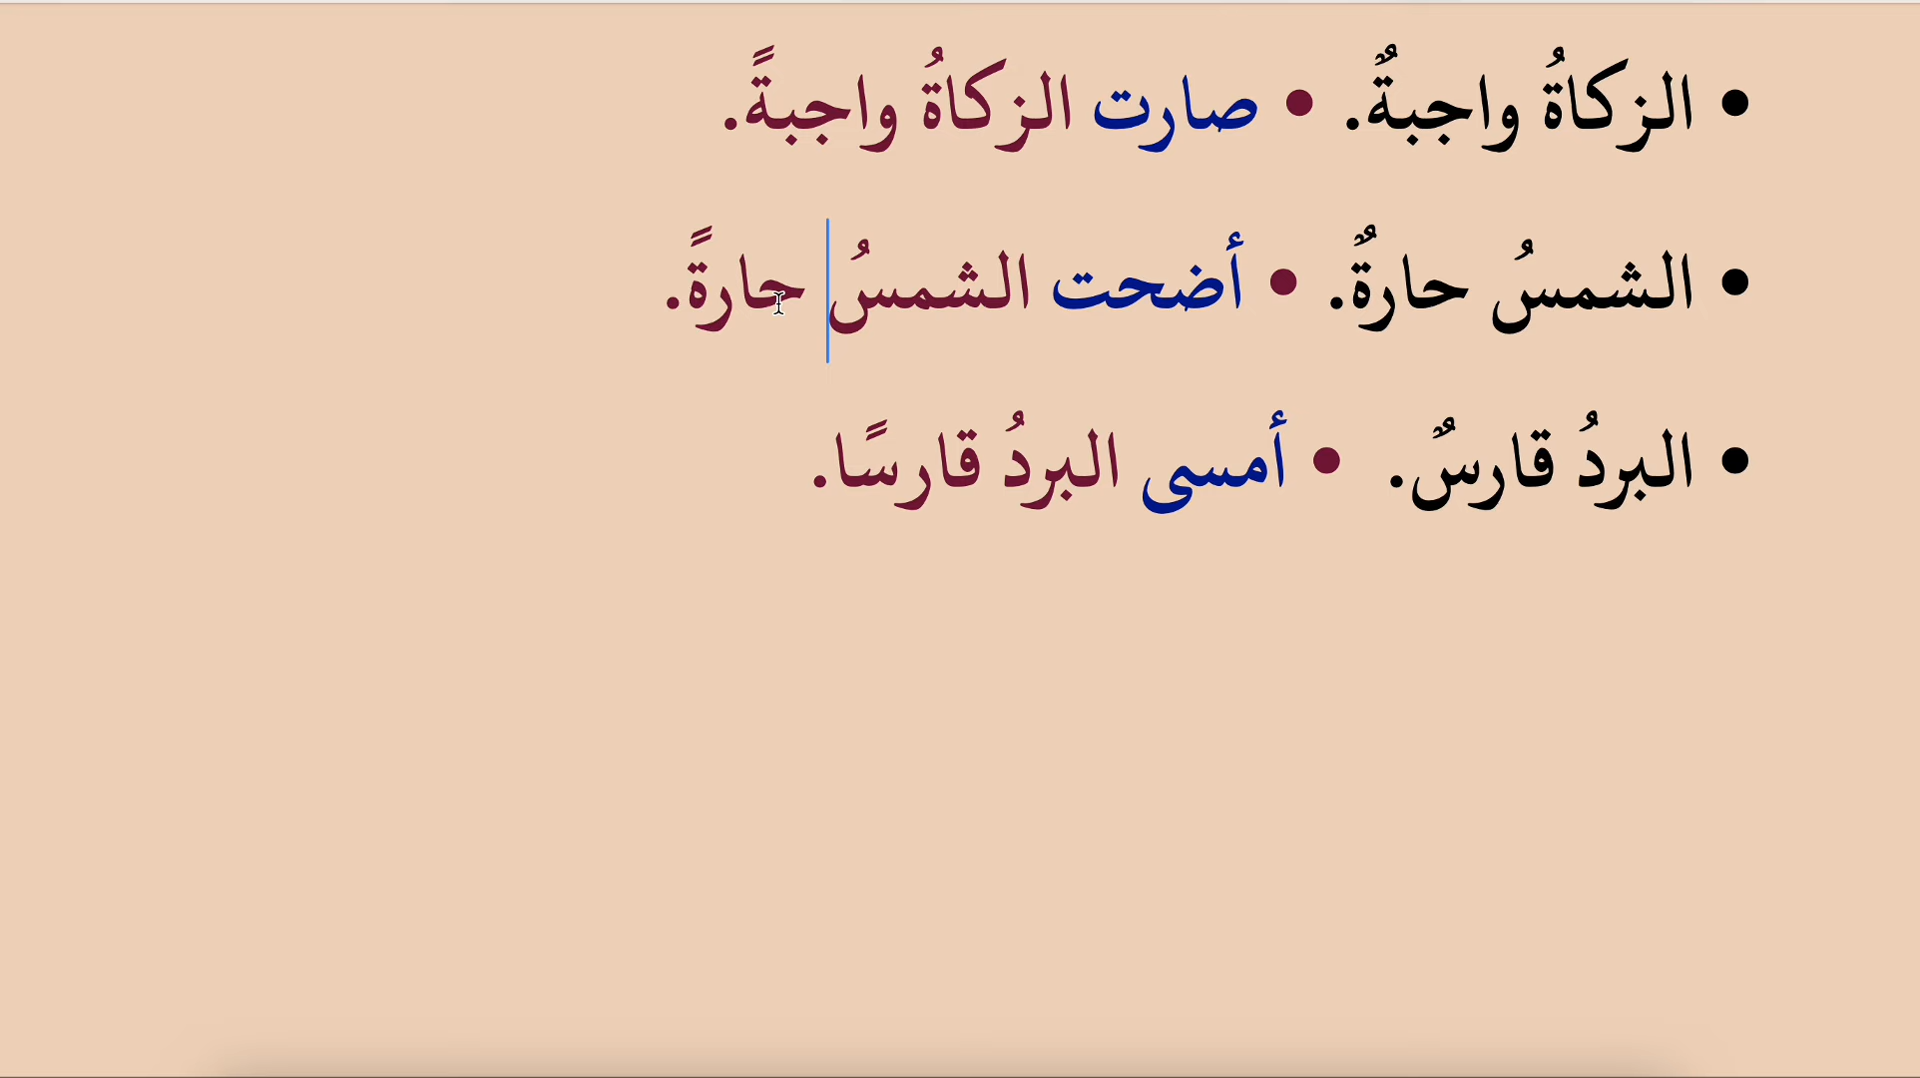 • الزكاةُ واجبةٌ. • صارت الزكاةُ واجبةً.
• الشمسُ حارةٌ. • أضحت الشمسُ حارةً.
• البردُ قارسٌ. • أمسى البردُ قارسًا.